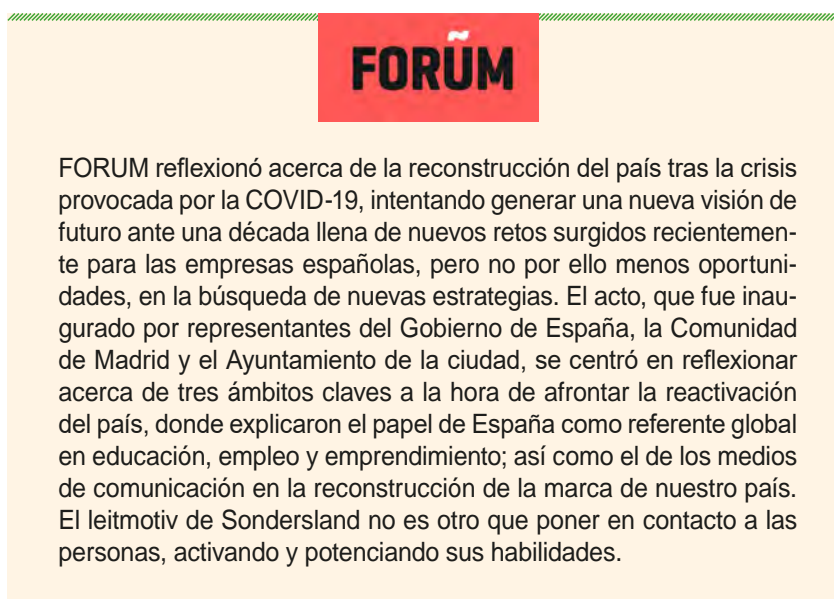 FORŨM
FORUM reflexionó acerca de la reconstrucción del país tras la crisis
provocada por la COVID-19, intentando generar una nueva visión de
futuro ante una década llena de nuevos retos surgidos recientemen-
te para las empresas españolas, pero no por ello menos oportuni-
dades, en la búsqueda de nuevas estrategias. El acto, que fue inau-
gurado por representantes del Gobierno de España, la Comunidad
de Madrid y el Ayuntamiento de la ciudad, se centró en reflexionar
acerca de tres ámbitos claves a la hora de afrontar la reactivación
del país, donde explicaron el papel de España como referente global
en educación, empleo y emprendimiento; así como el de los medios
de comunicación en la reconstrucción de la marca de nuestro país.
El leitmotiv de Sondersland no es otro que poner en contacto a las
personas, activando y potenciando sus habilidades.